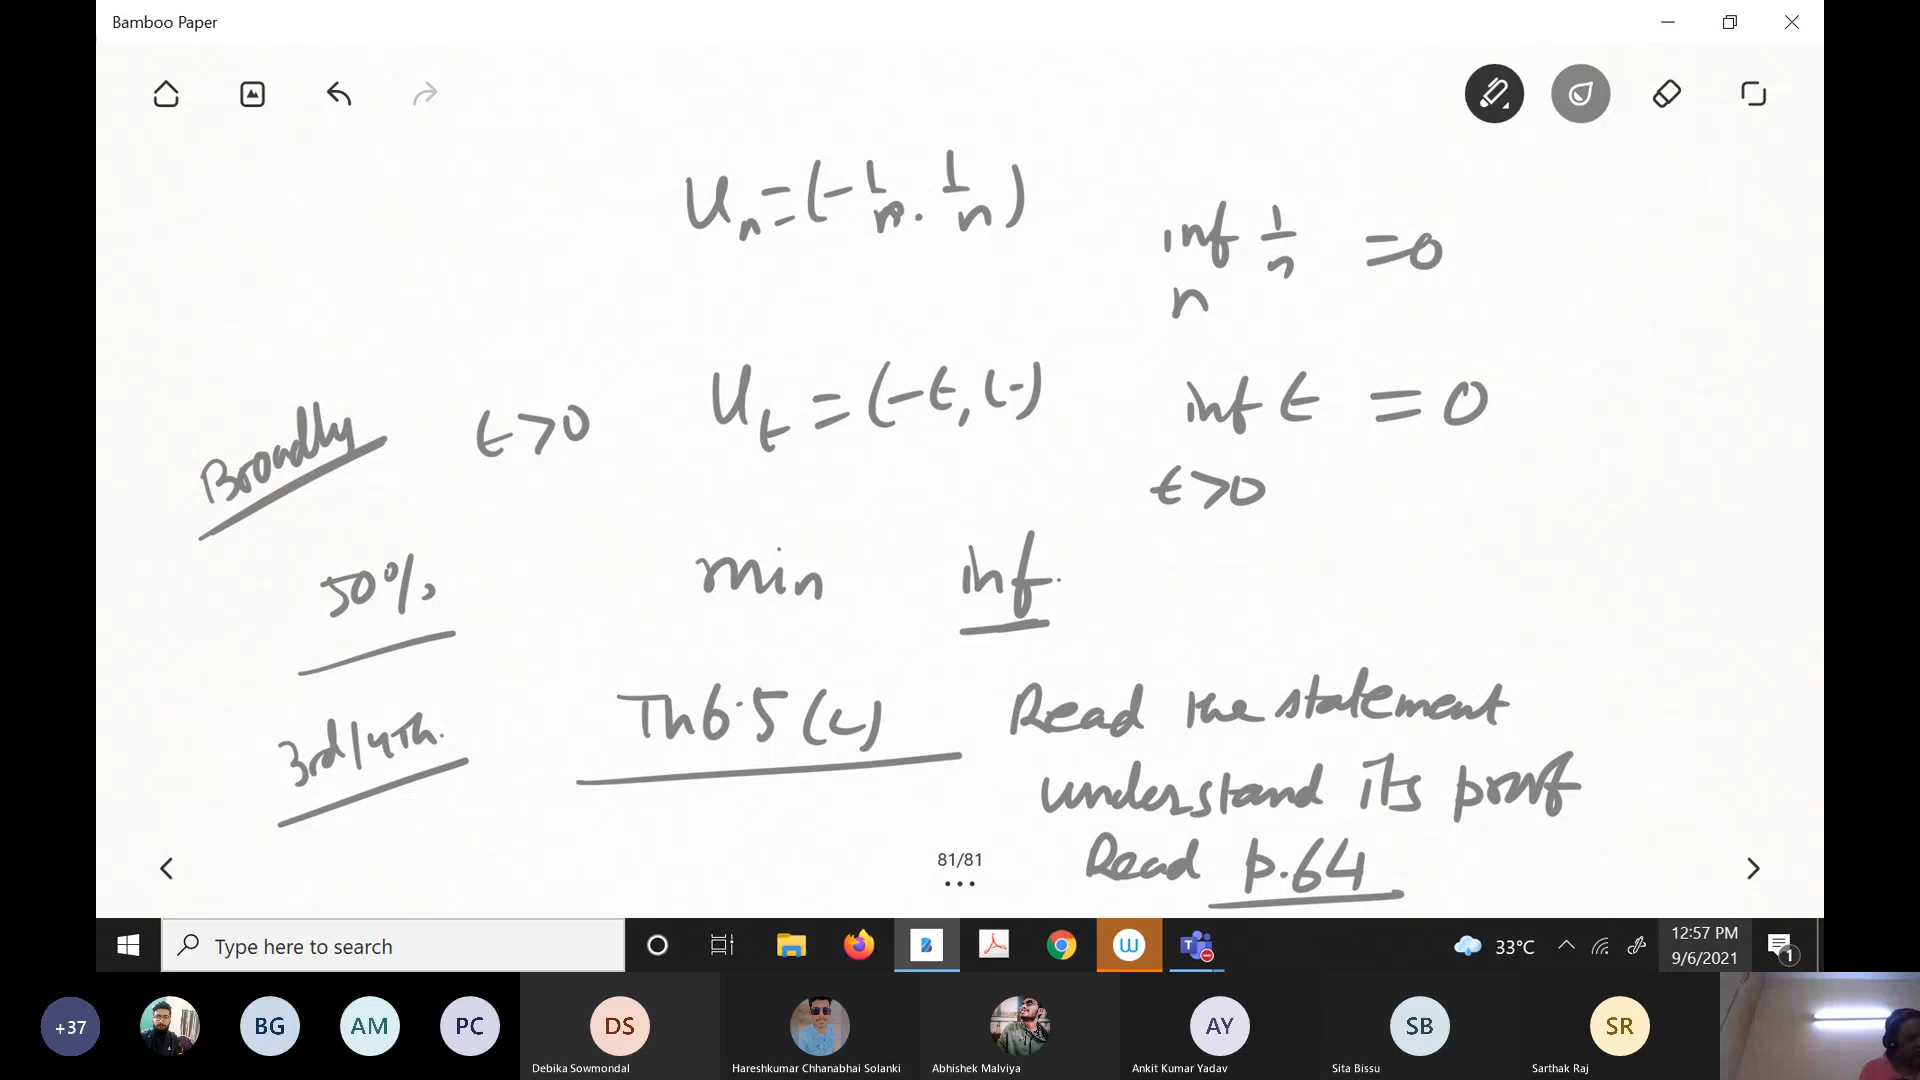 Bamboo Paper
U_n = (-1/n . 1/n)
inf 1/n = 0
n
Broadly
t > 0
U_t = (-t, t)
inf t = 0
t > 0
50%
min inf.
3rd/4th.
Th 6.5 (c)
Read the statement
understand its proof
Read p.64
81/81
Type here to search
33°C
12:57 PM
9/6/2021
1
+37
BG
AM
PC
DS
AY
SB
SR
Debika Sowmondal
Hareshkumar Chhanabhai Solanki
Abhishek Malviya
Ankit Kumar Yadav
Sita Bissu
Sarthak Raj